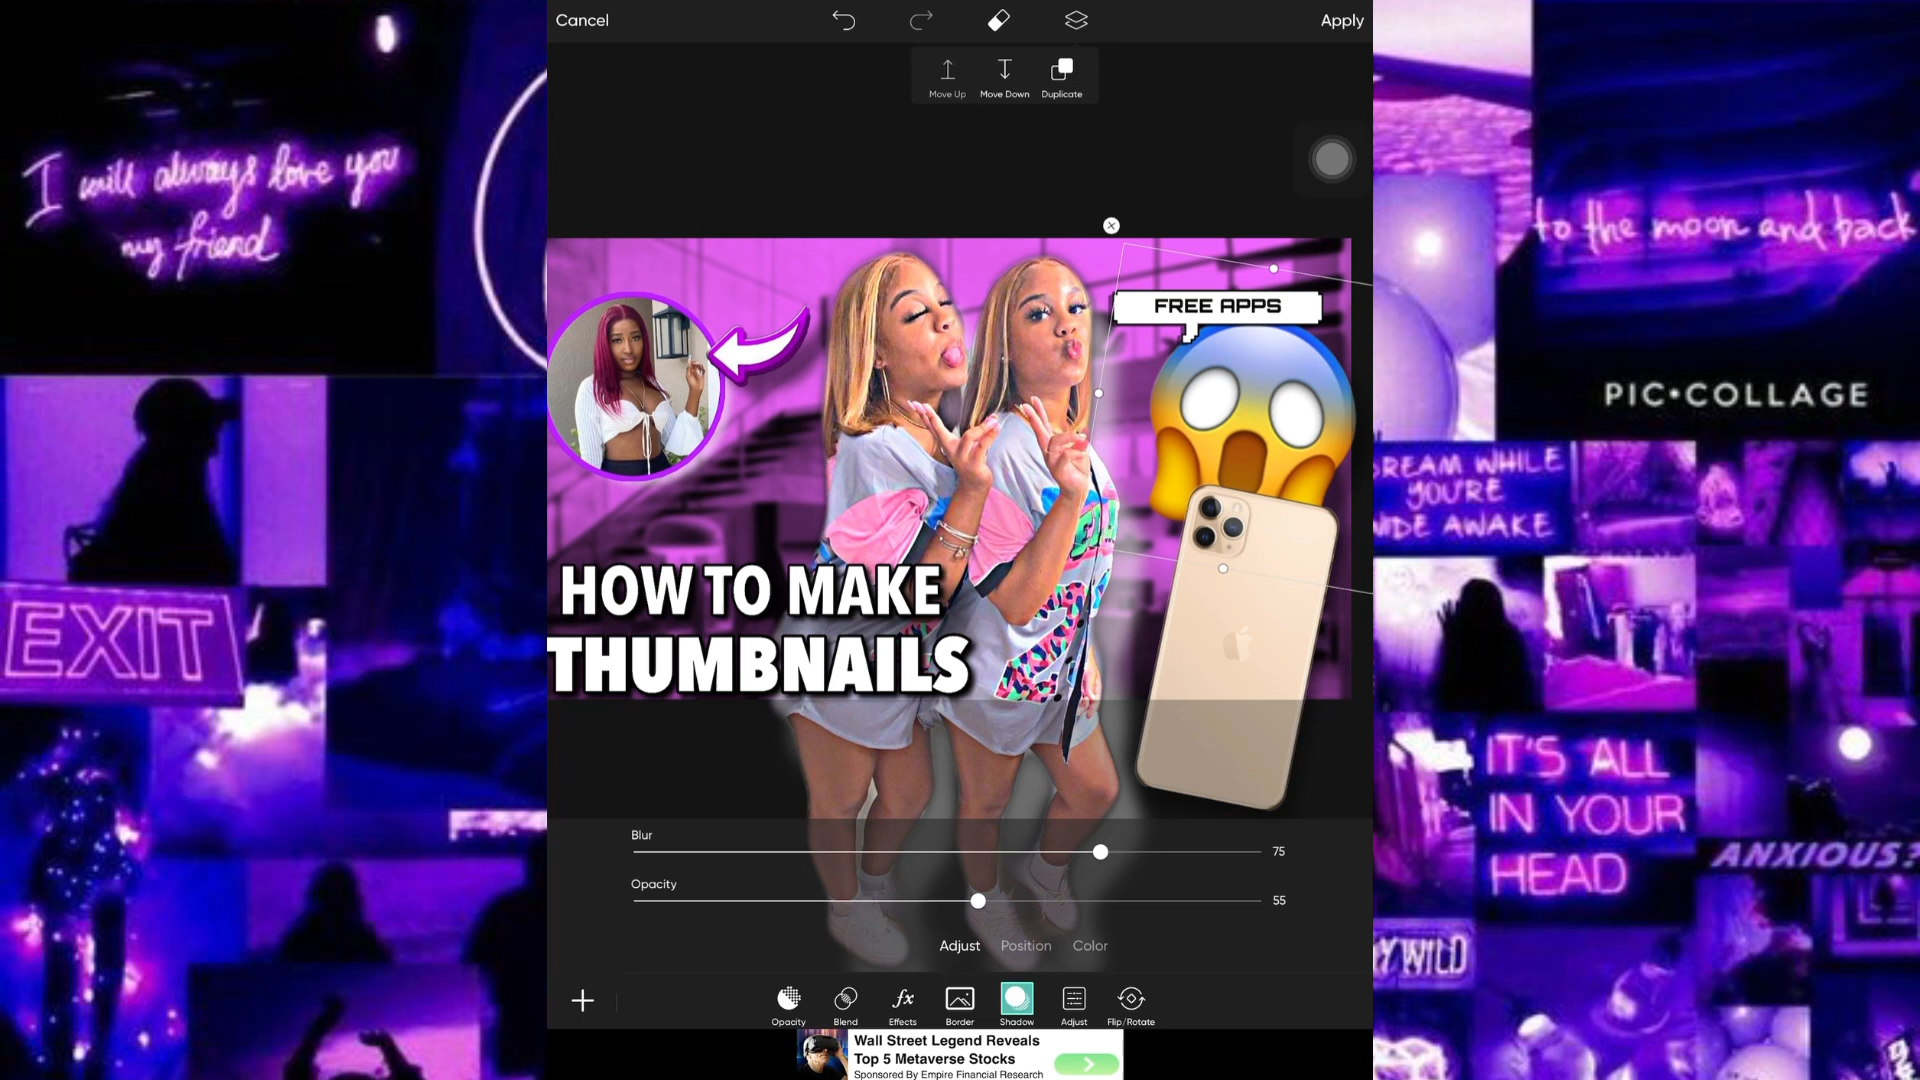 Cancel
Apply
Move Up
Move Down
Duplicate
I will always love you
my friend
to the moon and back
PIC•COLLAGE
FREE APPS
HOW TO MAKE
THUMBNAILS
DREAM WHILE
YOU'RE
WIDE AWAKE
EXIT
IT'S ALL
IN YOUR
HEAD
ANXIOUS?
Y WILD
Blur
75
Opacity
55
Adjust
Position
Color
Opacity
Blend
fx
Effects
Border
Shadow
Adjust
Flip/Rotate
Wall Street Legend Reveals
Top 5 Metaverse Stocks
Sponsored By Empire Financial Research